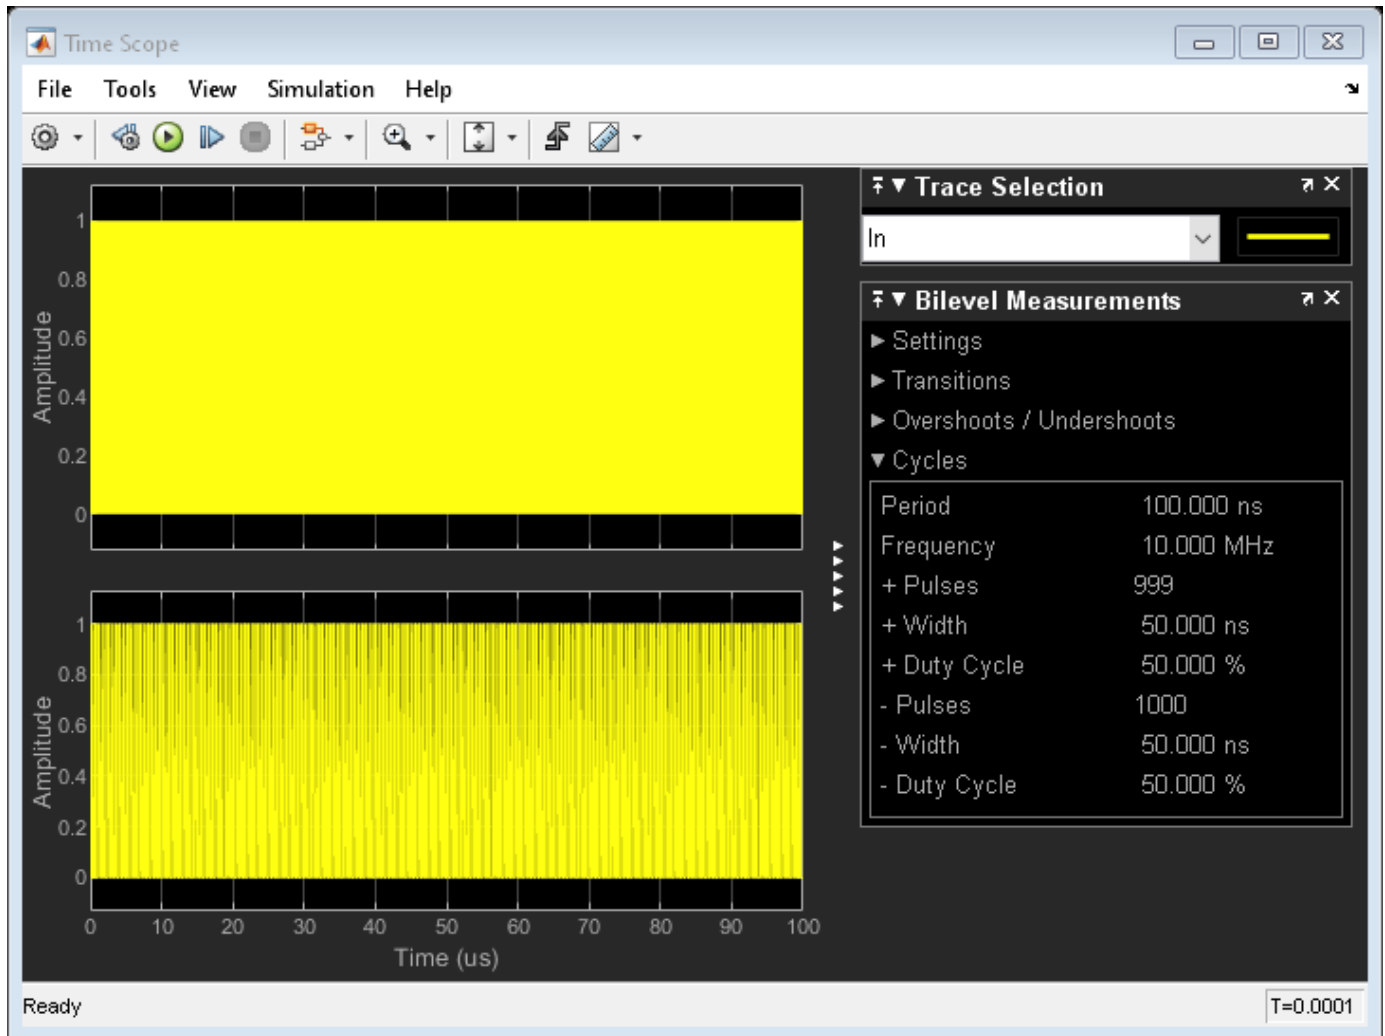 Time Scope
File Tools View Simulation Help
1
0.8
0.6
0.4
0.2
0
Amplitude
1
0.8
0.6
0.4
0.2
0
Amplitude
0 10 20 30 40 50 60 70 80 90 100
Time (us)
Trace Selection
In
Bilevel Measurements
Settings
Transitions
Overshoots / Undershoots
Cycles
Period 100.000 ns
Frequency 10.000 MHz
+ Pulses 999
+ Width 50.000 ns
+ Duty Cycle 50.000 %
- Pulses 1000
- Width 50.000 ns
- Duty Cycle 50.000 %
Ready T=0.0001